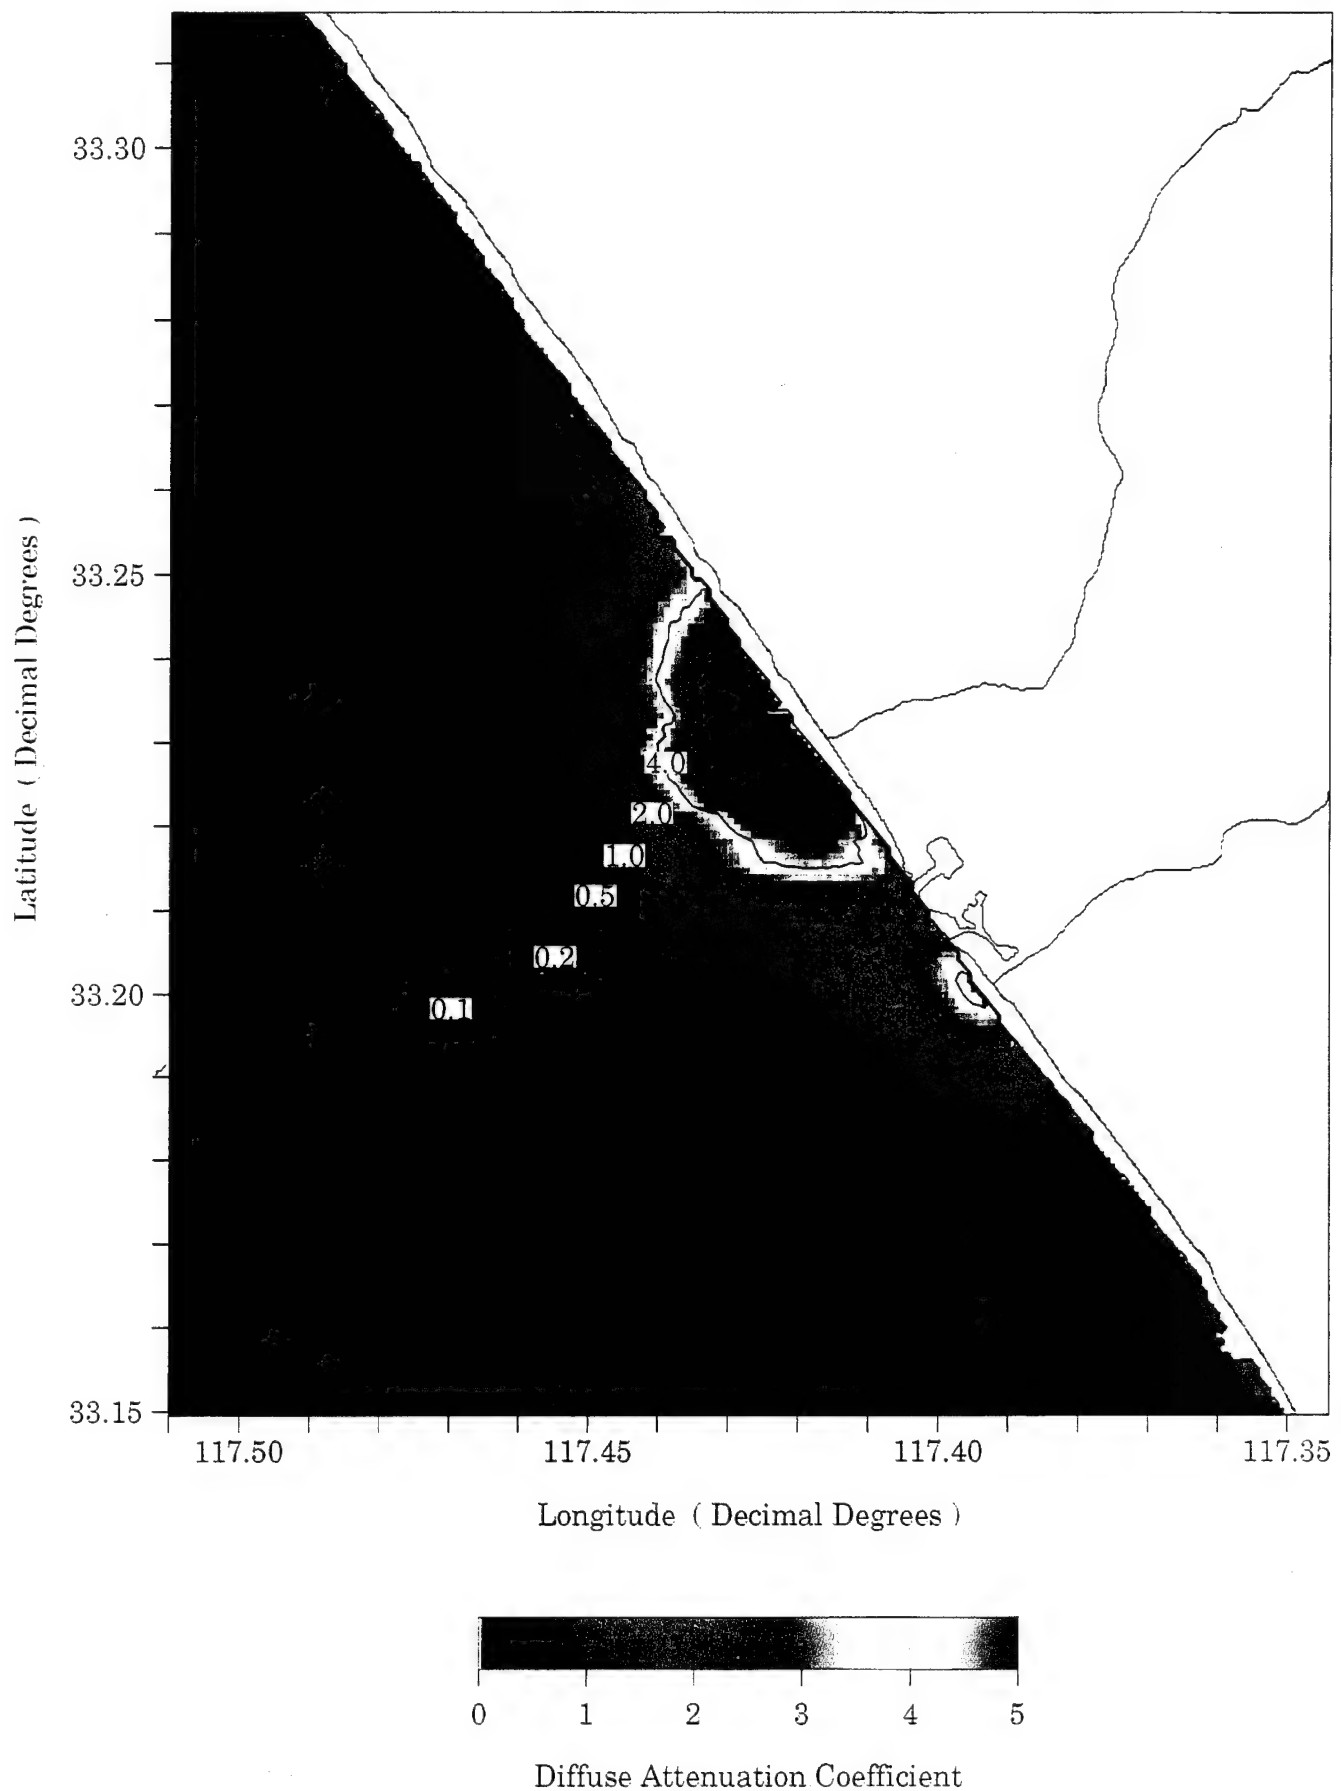 33.30
33.25
33.20
33.15
Latitude ( Decimal Degrees )
4.0
2.0
1.0
0.5
0.2
0.1
117.50 117.45 117.40 117.35
Longitude ( Decimal Degrees )
0 1 2 3 4 5
Diffuse Attenuation Coefficient